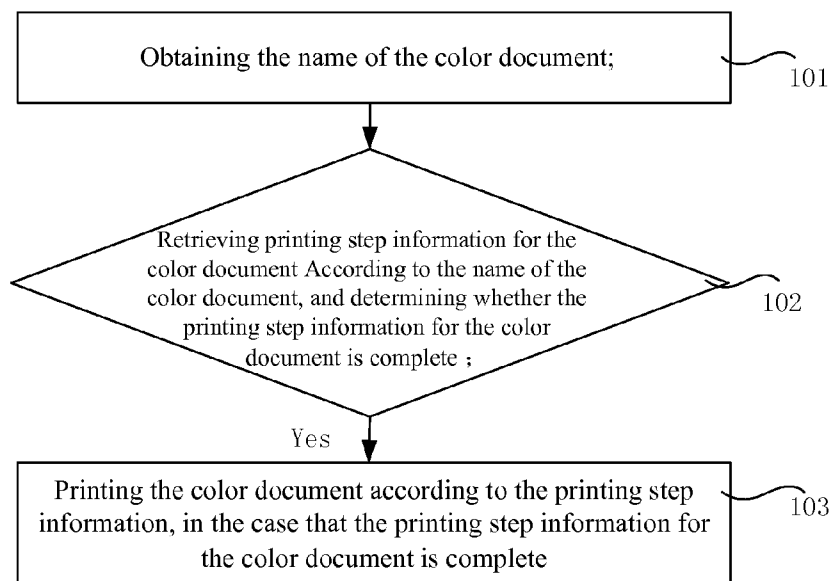 Obtaining the name of the color document;
101
Retrieving printing step information for the
color document According to the name of the
color document, and determining whether the
printing step information for the color
document is complete ;
102
Yes
Printing the color document according to the printing step
information, in the case that the printing step information for
the color document is complete
103